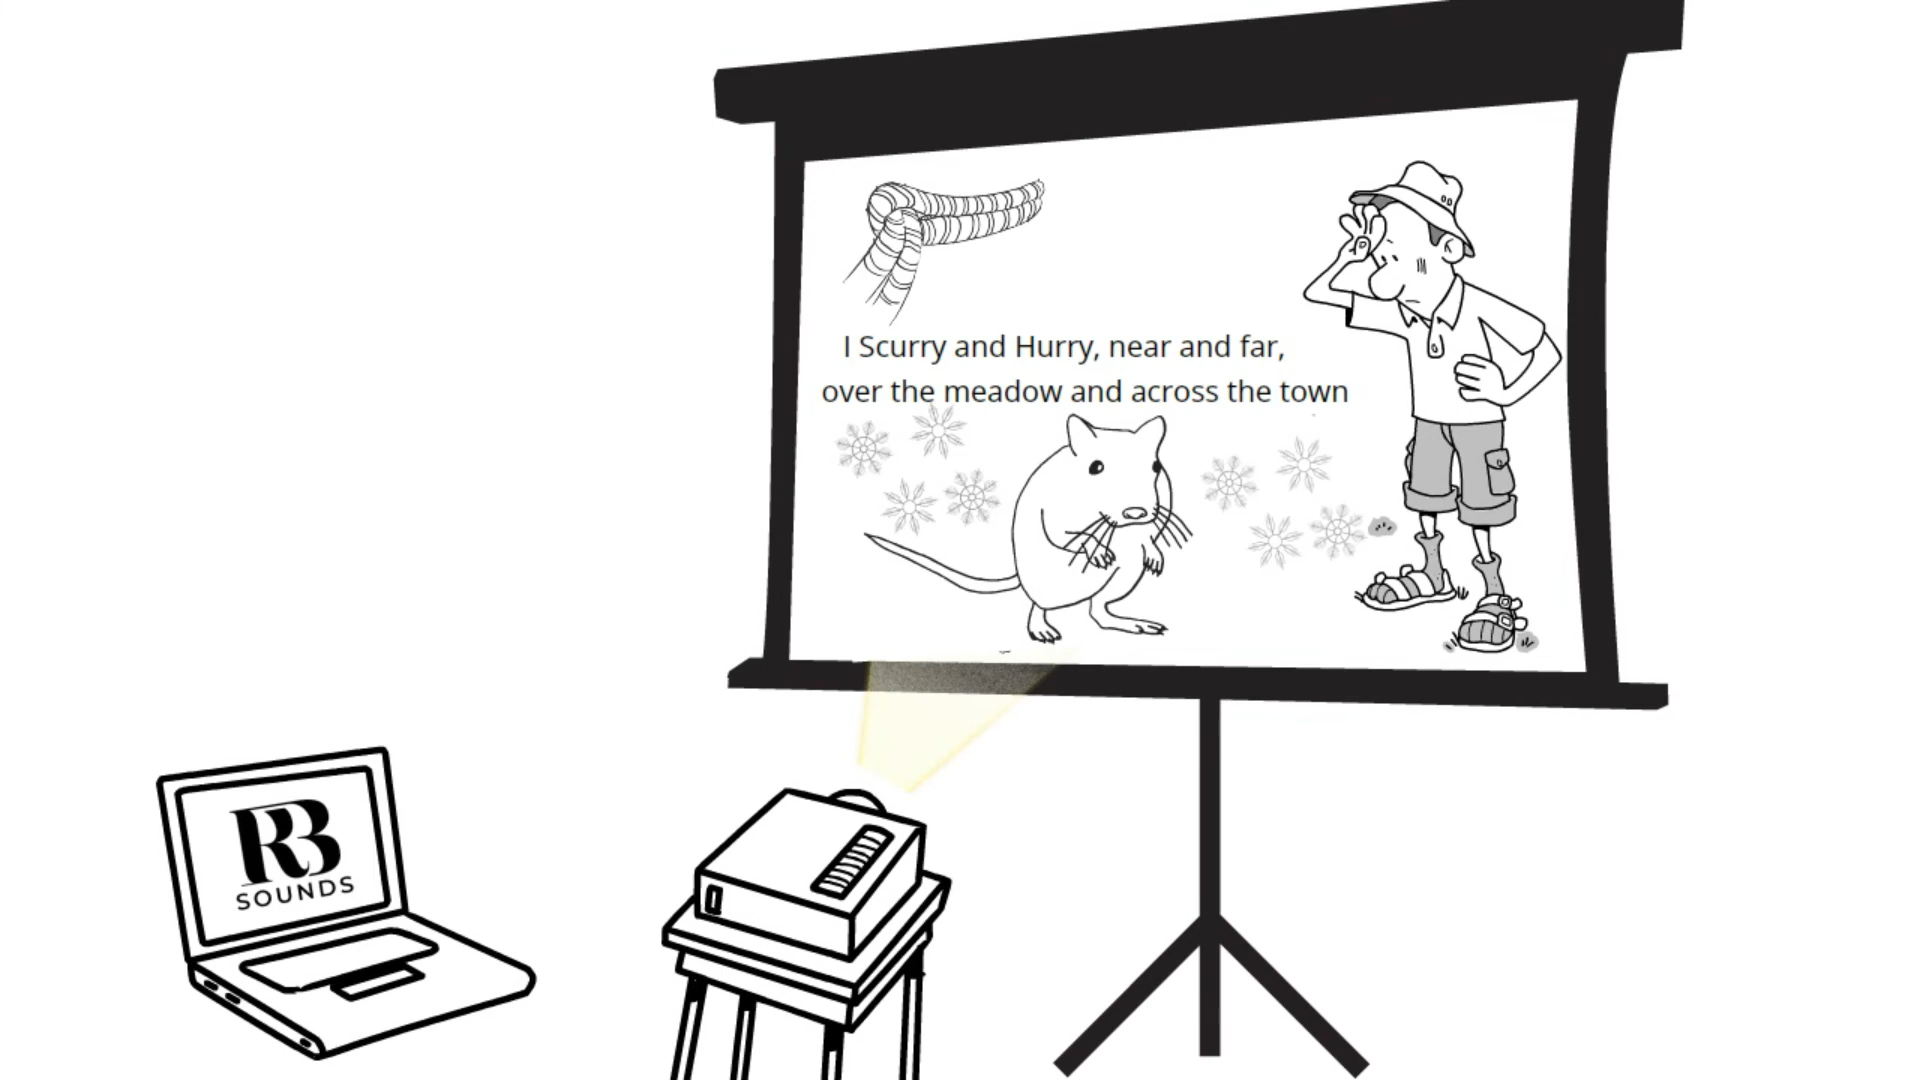 I Scurry and Hurry, near and far,
over the meadow and across the town
RB
SOUNDS